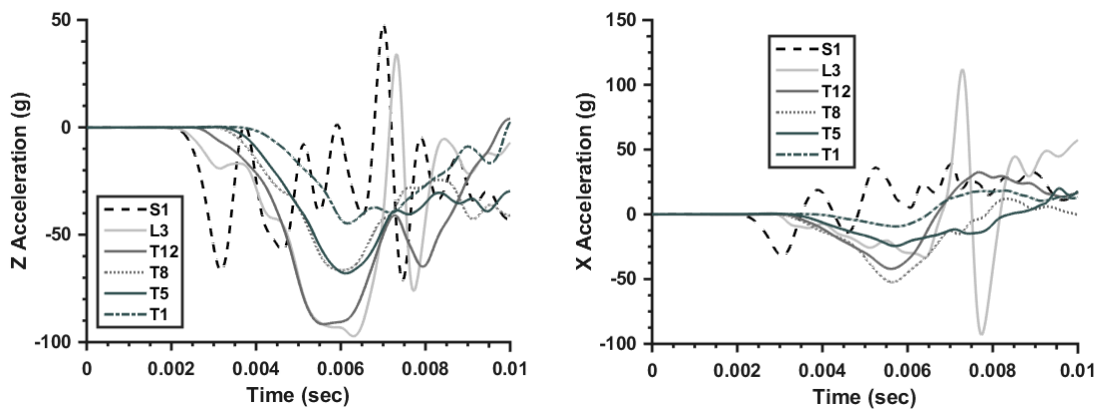 50
0
-50
-100
Z Acceleration (g)
S1
L3
T12
T8
T5
T1
0 0.002 0.004 0.006 0.008 0.01
Time (sec)
150
100
50
0
-50
-100
X Acceleration (g)
S1
L3
T12
T8
T5
T1
0 0.002 0.004 0.006 0.008 0.01
Time (sec)